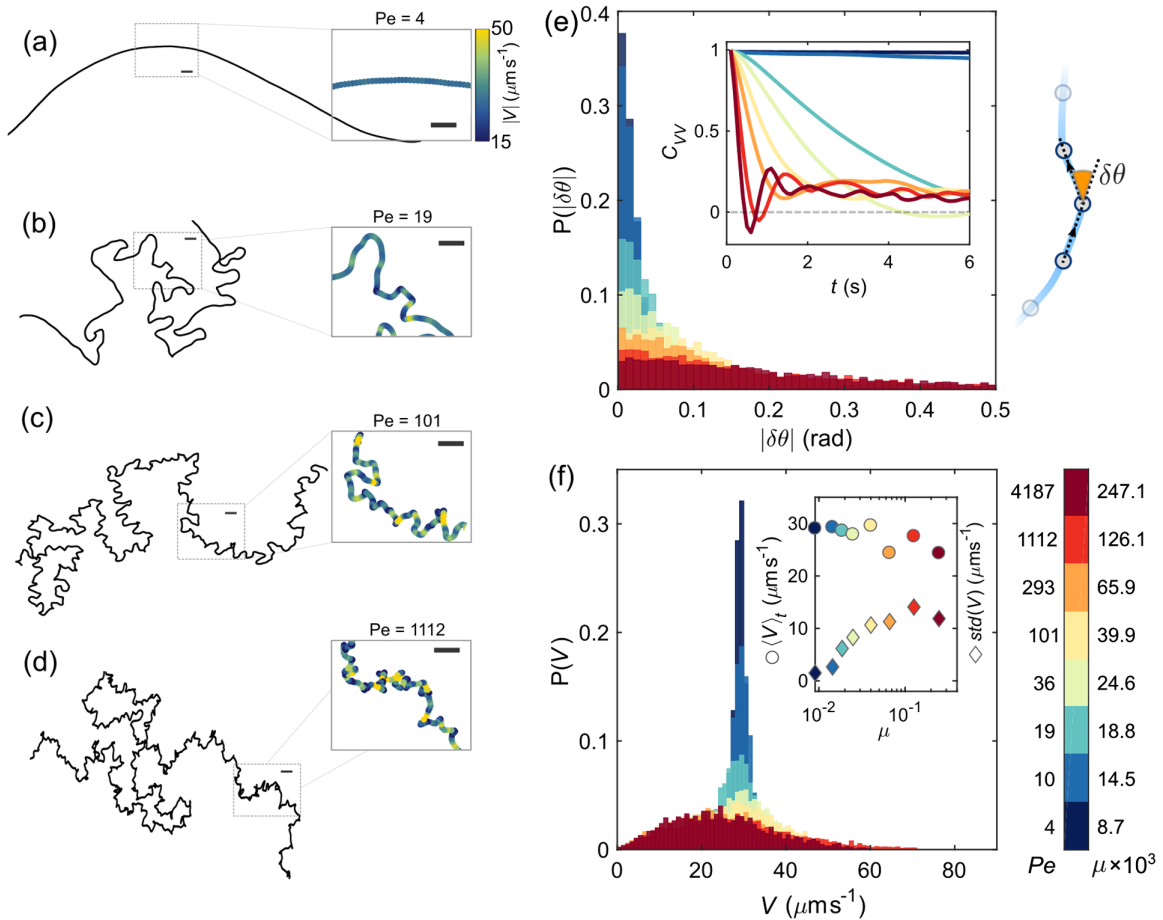 (a)
Pe = 4
50
|V| (μms⁻¹)
15
(b)
Pe = 19
(c)
Pe = 101
(d)
Pe = 1112
(e)
0.4
0.3
0.2
0.1
0
P(|δθ|)
0 0.1 0.2 0.3 0.4 0.5
|δθ| (rad)
1
0.5
0
C_VV
0 2 4 6
t (s)
δθ
(f)
0.3
0.2
0.1
0
P(V)
0 20 40 60 80
V (μms⁻¹)
30
20
10
0
○ ⟨V⟩_t (μms⁻¹)
◇ std(V) (μms⁻¹)
10⁻² 10⁻¹
μ
4187 247.1
1112 126.1
293 65.9
101 39.9
36 24.6
19 18.8
10 14.5
4 8.7
Pe μ×10³